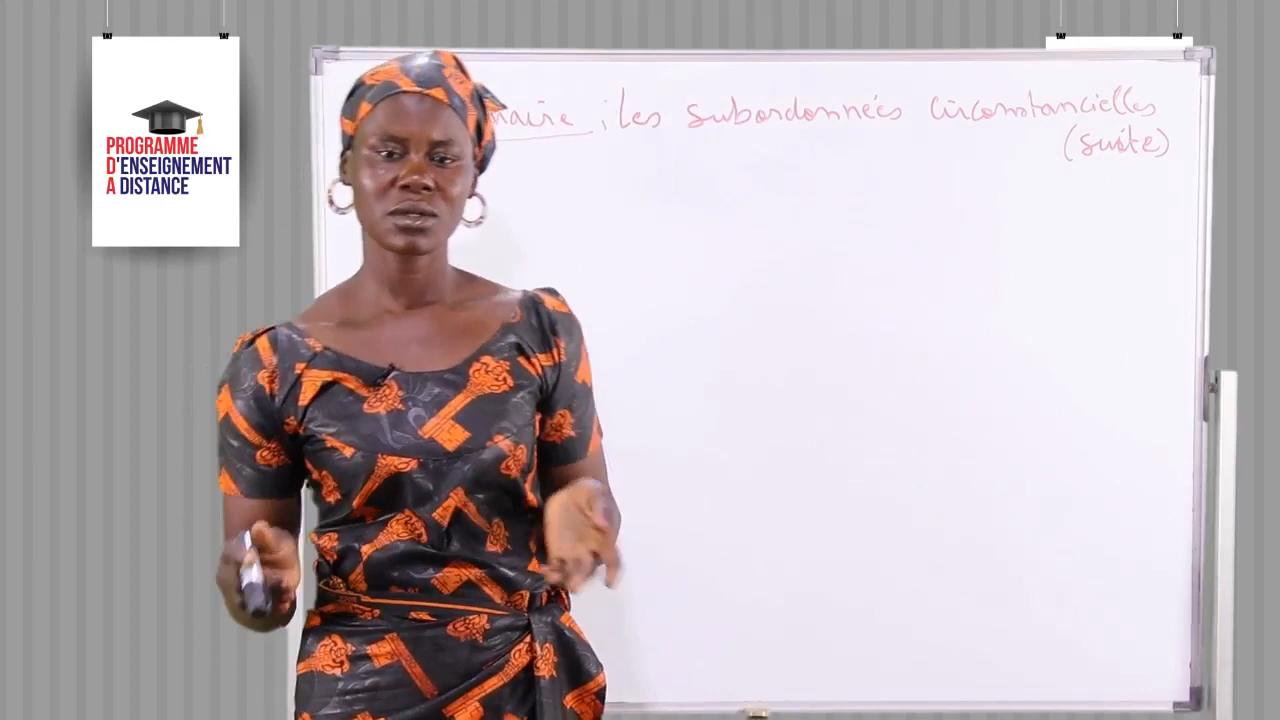 PROGRAMME
D'ENSEIGNEMENT
A DISTANCE
maire : les subordonnées circonstancielles
(suite)